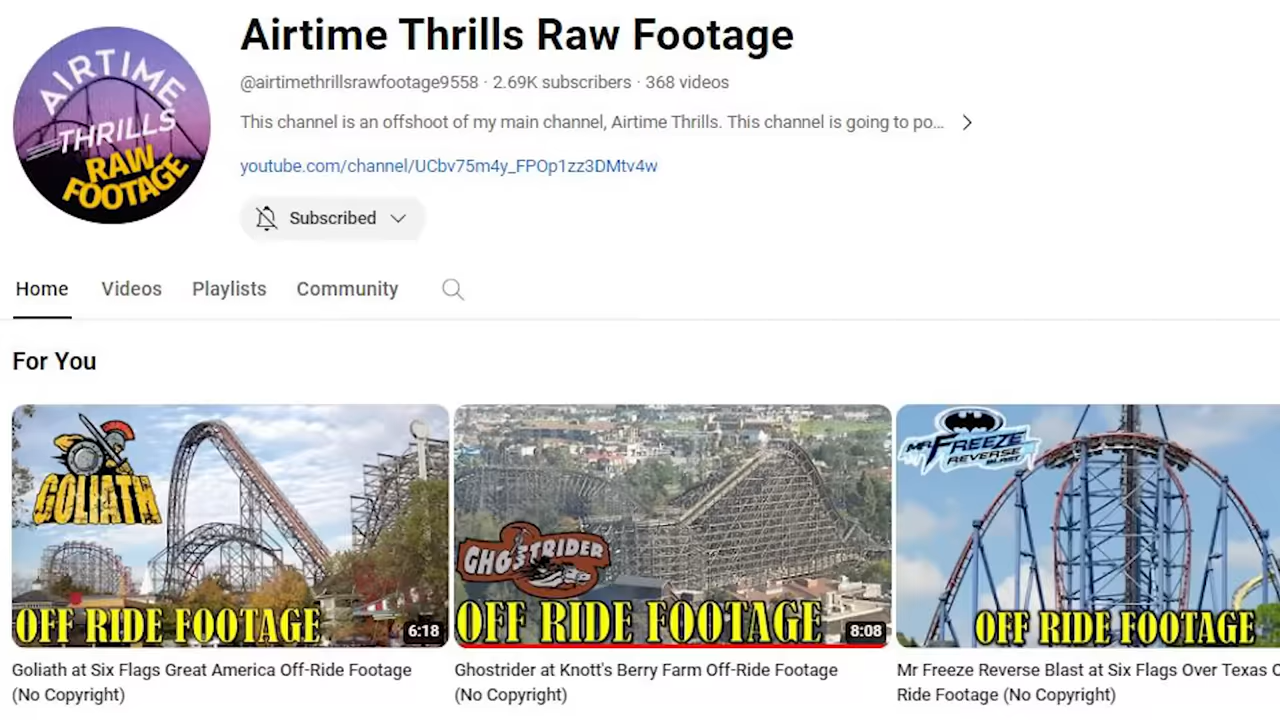 AIRTIME
THRILLS
RAW
FOOTAGE
Airtime Thrills Raw Footage
@airtimethrillsrawfootage9558 · 2.69K subscribers · 368 videos
This channel is an offshoot of my main channel, Airtime Thrills. This channel is going to po...
youtube.com/channel/UCbv75m4y_FPOp1zz3DMtv4w
Subscribed
Home Videos Playlists Community
For You
GOLIATH
OFF RIDE FOOTAGE
6:18
GHOSTRIDER
OFF RIDE FOOTAGE
8:08
MR FREEZE
REVERSE
BLAST
OFF RIDE FOOTAGE
Goliath at Six Flags Great America Off-Ride Footage
(No Copyright)
Ghostrider at Knott's Berry Farm Off-Ride Footage
(No Copyright)
Mr Freeze Reverse Blast at Six Flags Over Texas
Ride Footage (No Copyright)